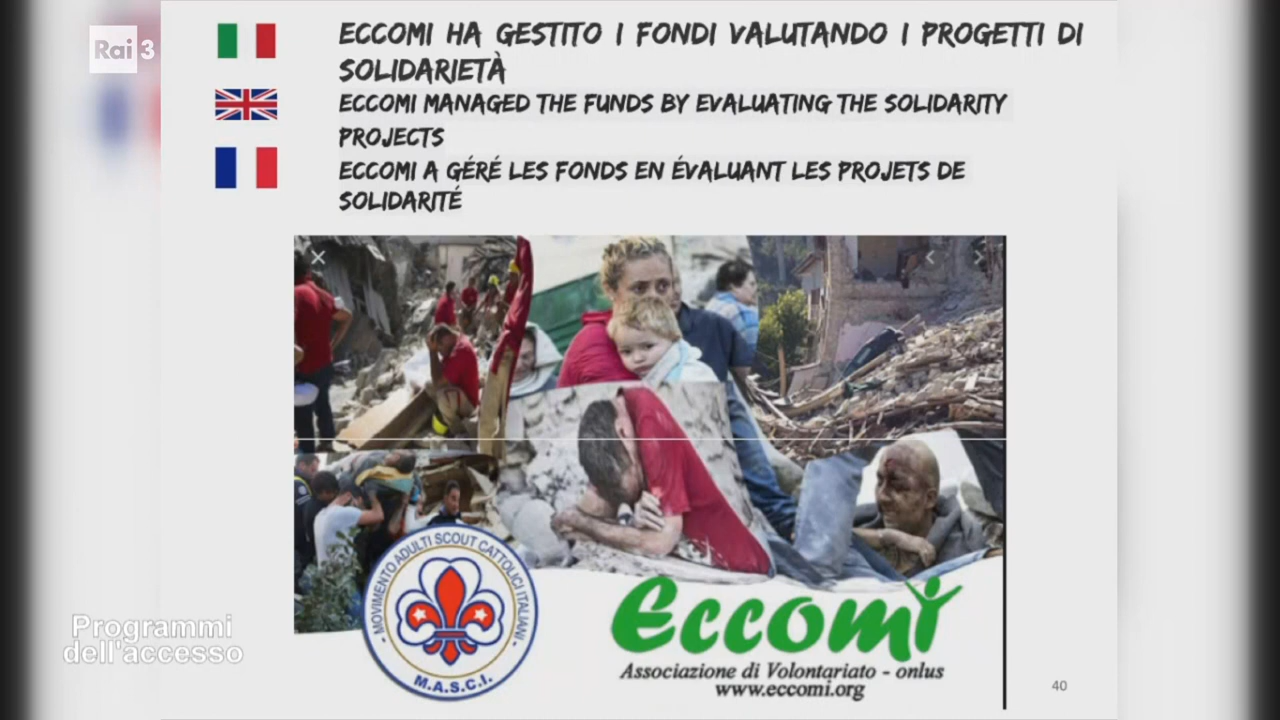 Rai 3
ECCOMI HA GESTITO I FONDI VALUTANDO I PROGETTI DI
SOLIDARIETÀ
ECCOMI MANAGED THE FUNDS BY EVALUATING THE SOLIDARITY
PROJECTS
ECCOMI A GÉRÉ LES FONDS EN ÉVALUANT LES PROJETS DE
SOLIDARITÉ
MOVIMENTO ADULTI SCOUT CATTOLICI ITALIANI
M.A.S.C.I.
Eccomi
Associazione di Volontariato - onlus
www.eccomi.org
Programmi
dell'accesso
40